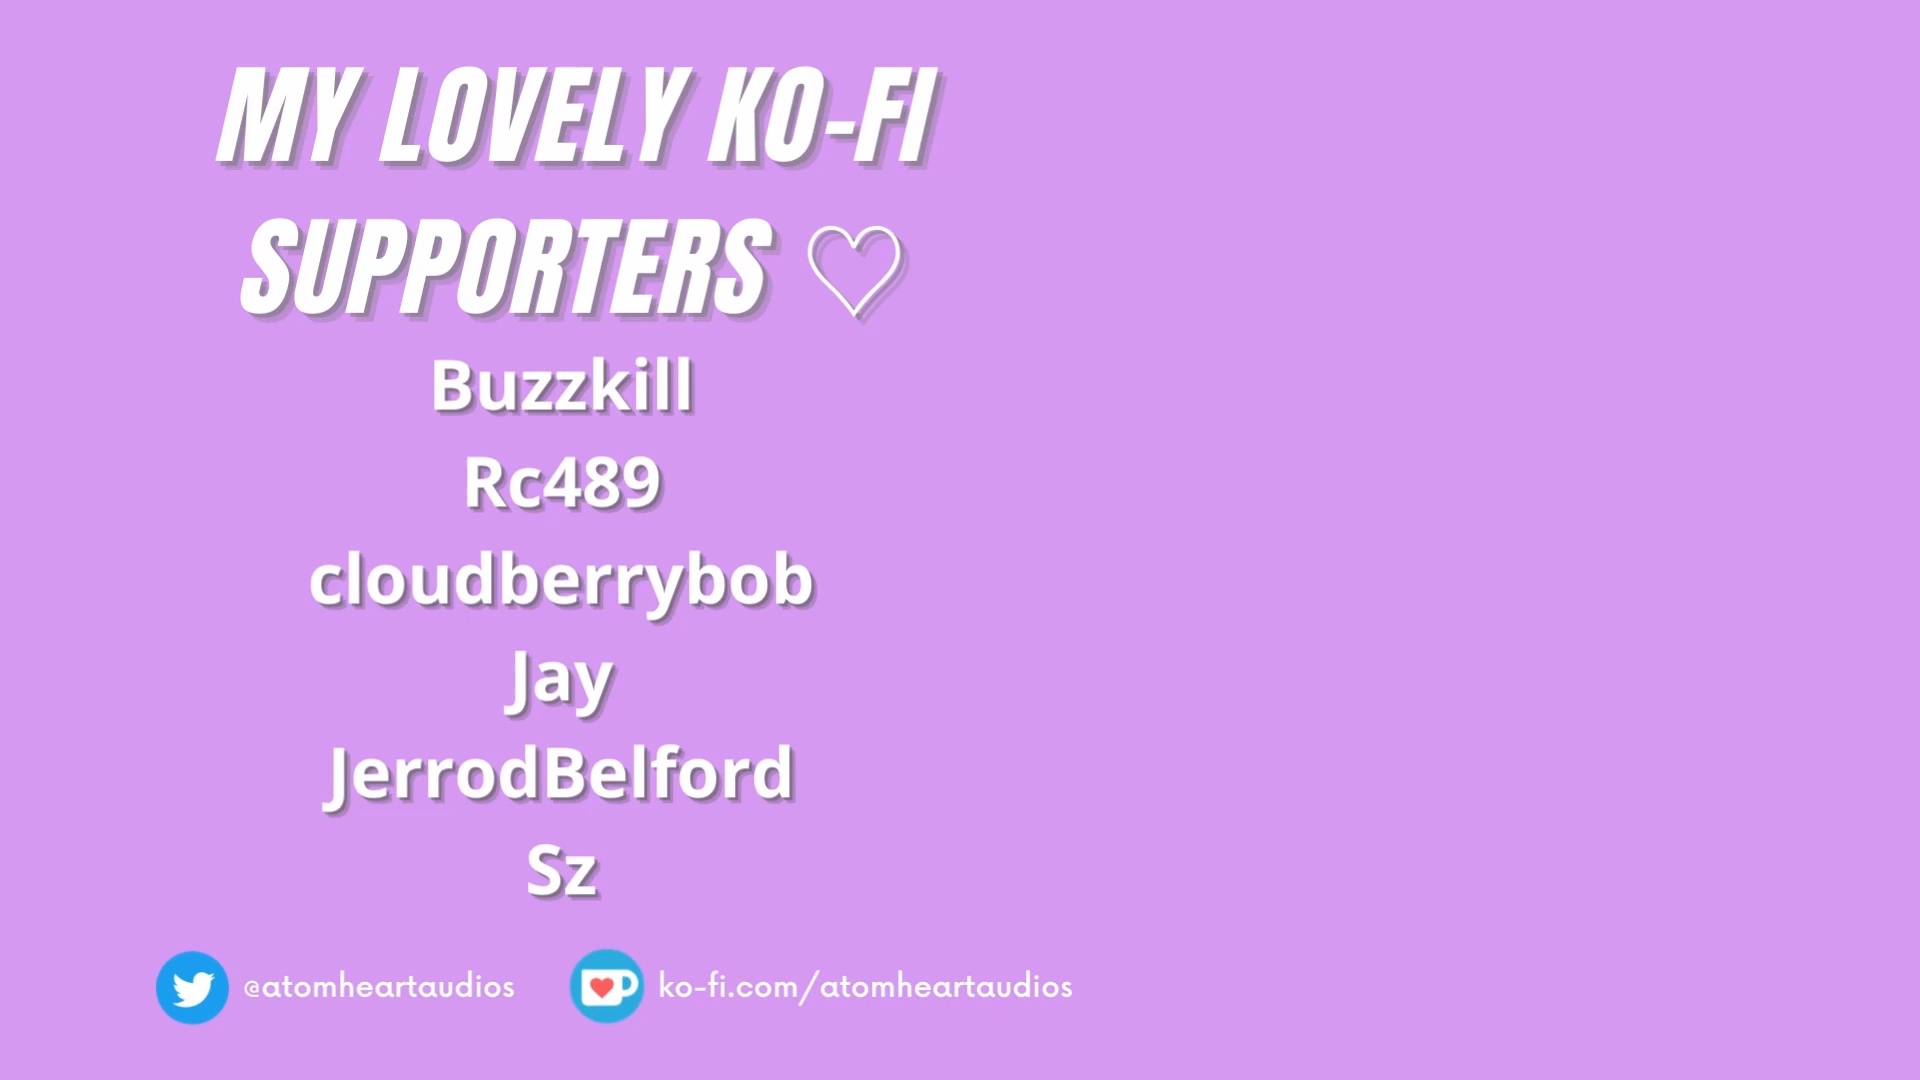 MY LOVELY KO-FI
SUPPORTERS ♡
Buzzkill
Rc489
cloudberrybob
Jay
JerrodBelford
Sz
@atomheartaudios ko-fi.com/atomheartaudios